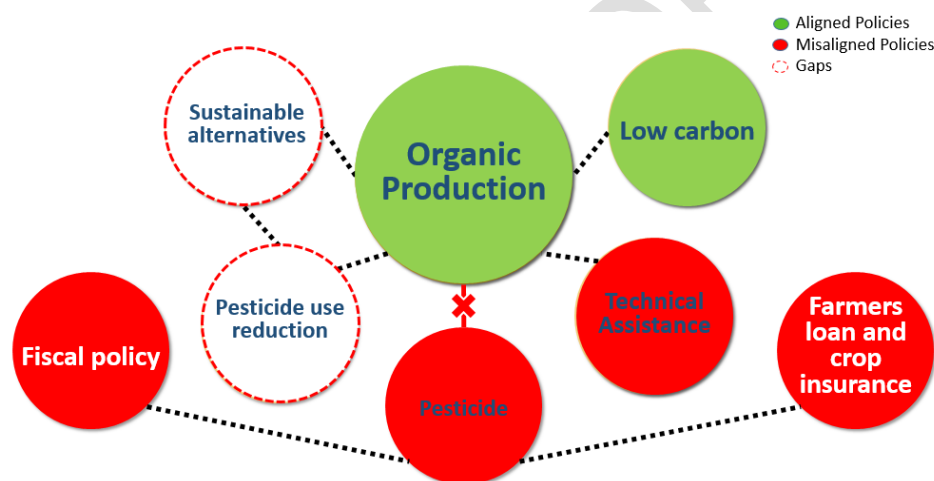 Aligned Policies
Misaligned Policies
Gaps
Sustainable
alternatives
Organic
Production
Low carbon
Pesticide use
reduction
Technical
Assistance
Farmers
loan and
crop
insurance
Fiscal policy
Pesticide